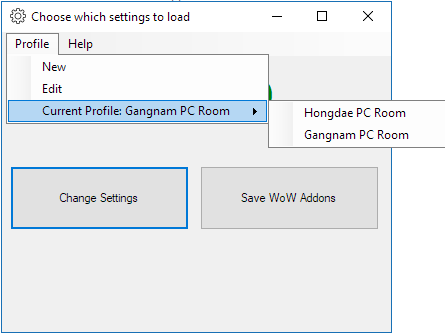 Choose which settings to load
Profile Help
New
Edit
Current Profile: Gangnam PC Room
Hongdae PC Room
Gangnam PC Room
Change Settings
Save WoW Addons